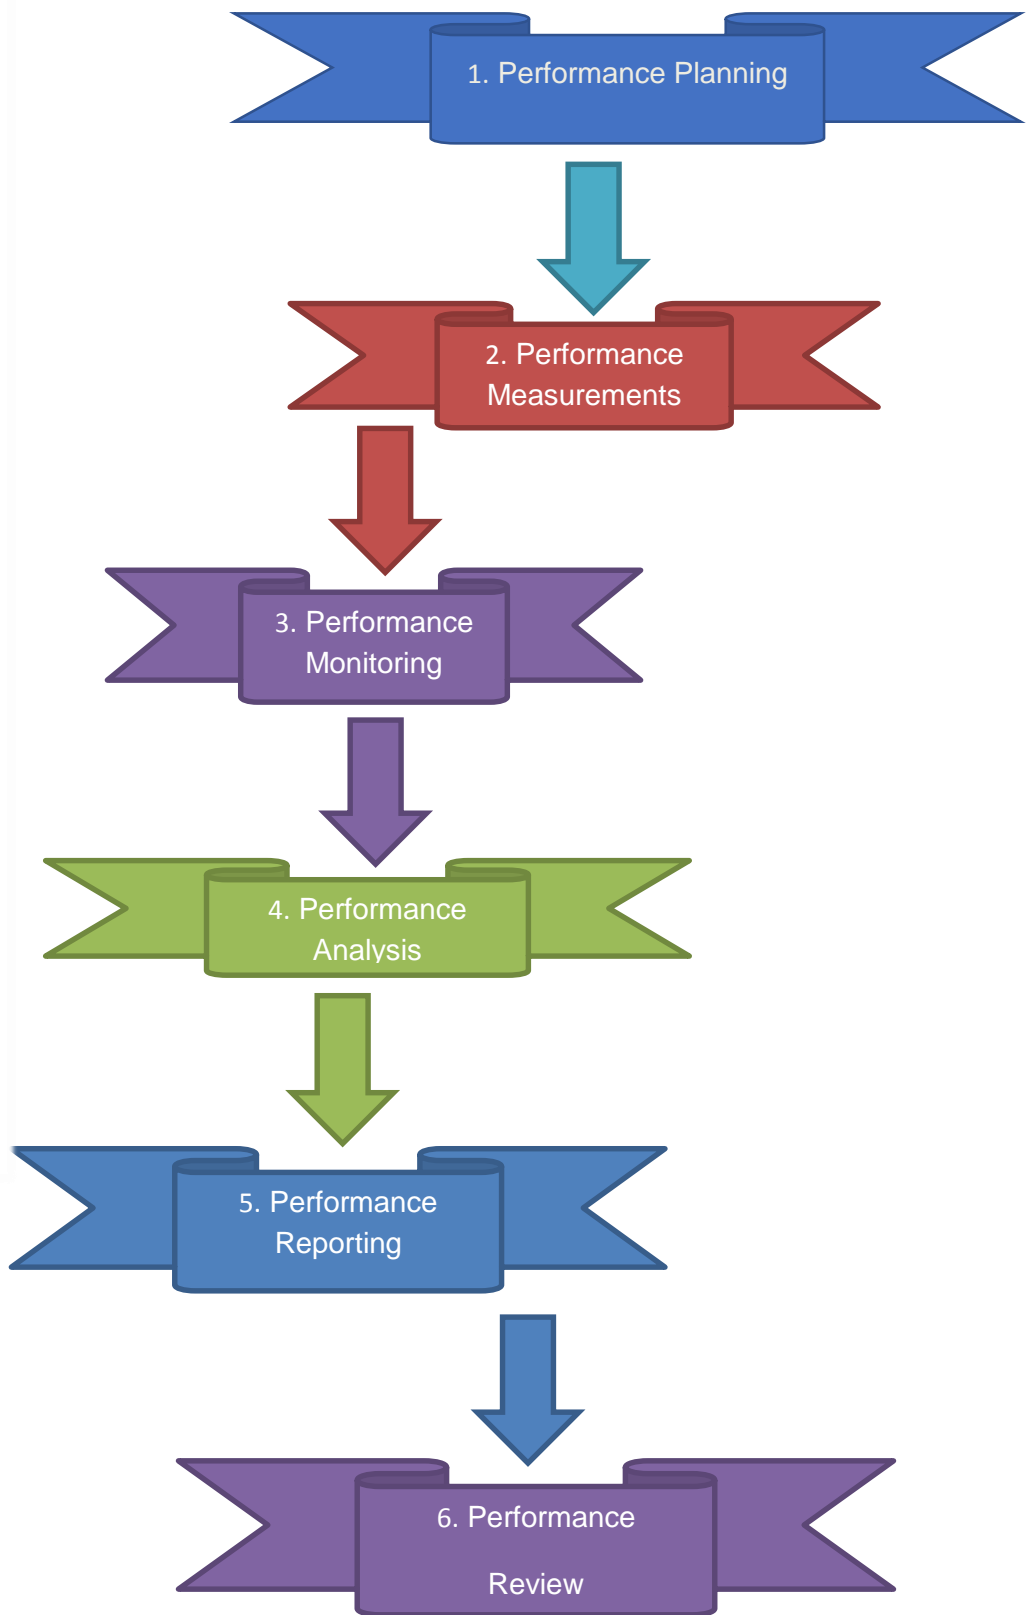 1. Performance Planning
2. Performance
Measurements
3. Performance
Monitoring
4. Performance
Analysis
5. Performance
Reporting
6. Performance
Review